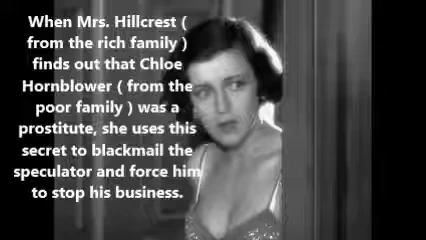 When Mrs. Hillcrest (
from the rich family )
finds out that Chloe
Hornblower ( from the
poor family ) was a
prostitute, she uses this
secret to blackmail the
speculator and force him
to stop his business.